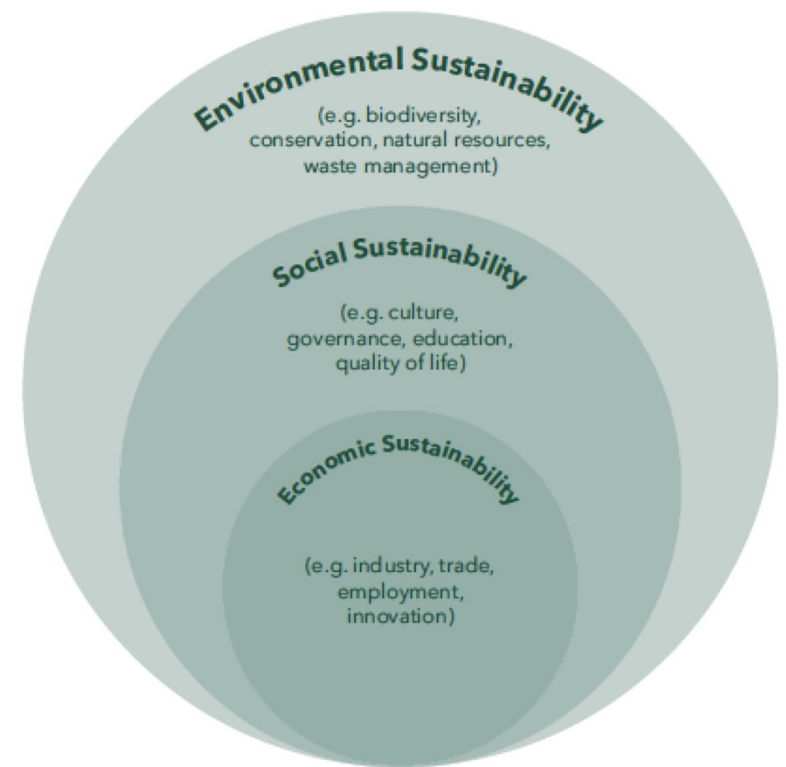 Environmental Sustainability
(e.g. biodiversity,
conservation, natural resources,
waste management)
Social Sustainability
(e.g. culture,
governance, education,
quality of life)
Economic Sustainability
(e.g. industry, trade,
employment,
innovation)